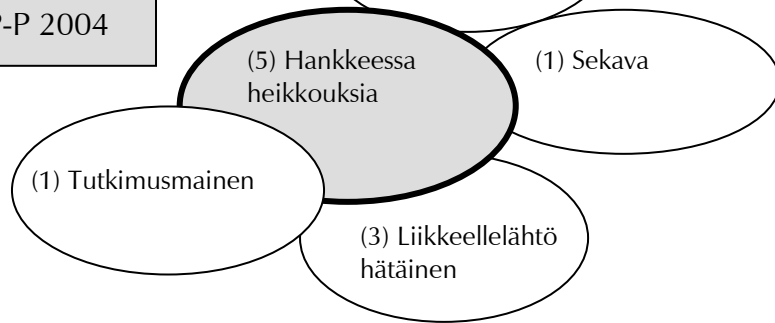 P 2004
(5) Hankkeessa
heikkouksia
(1) Sekava
(1) Tutkimusmainen
(3) Liikkeellelähtö
hätäinen